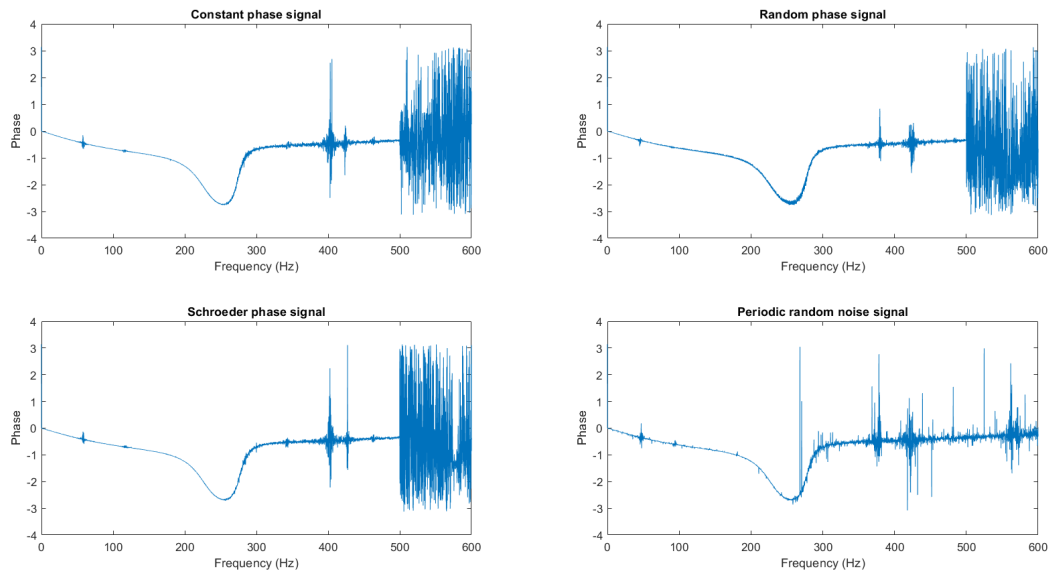 Constant phase signal
4
3
2
1
0
-1
-2
-3
-4
Phase
0 100 200 300 400 500 600
Frequency (Hz)
Random phase signal
4
3
2
1
0
-1
-2
-3
-4
Phase
0 100 200 300 400 500 600
Frequency (Hz)
Schroeder phase signal
4
3
2
1
0
-1
-2
-3
-4
Phase
0 100 200 300 400 500 600
Frequency (Hz)
Periodic random noise signal
4
3
2
1
0
-1
-2
-3
-4
Phase
0 100 200 300 400 500 600
Frequency (Hz)